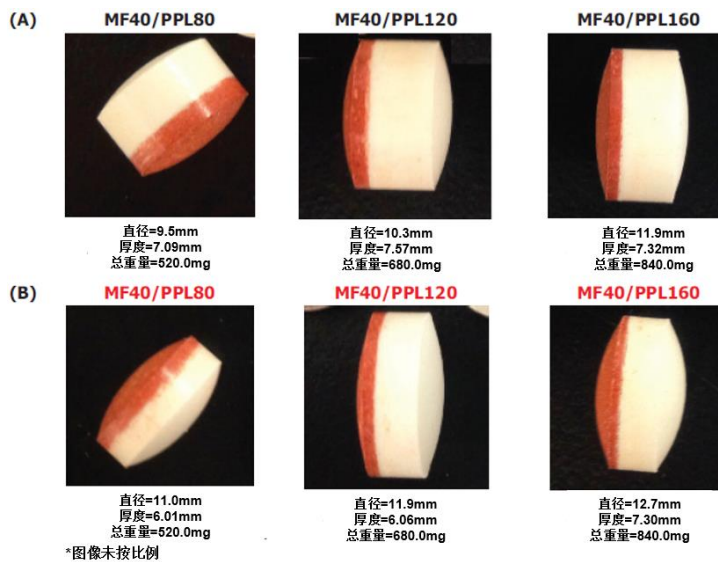 (A) MF40/PPL80 MF40/PPL120 MF40/PPL160
直径=9.5mm
厚度=7.09mm
总重量=520.0mg
直径=10.3mm
厚度=7.57mm
总重量=680.0mg
直径=11.9mm
厚度=7.32mm
总重量=840.0mg
(B) MF40/PPL80 MF40/PPL120 MF40/PPL160
直径=11.0mm
厚度=6.01mm
总重量=520.0mg
直径=11.9mm
厚度=6.06mm
总重量=680.0mg
直径=12.7mm
厚度=7.30mm
总重量=840.0mg
*图像未按比例